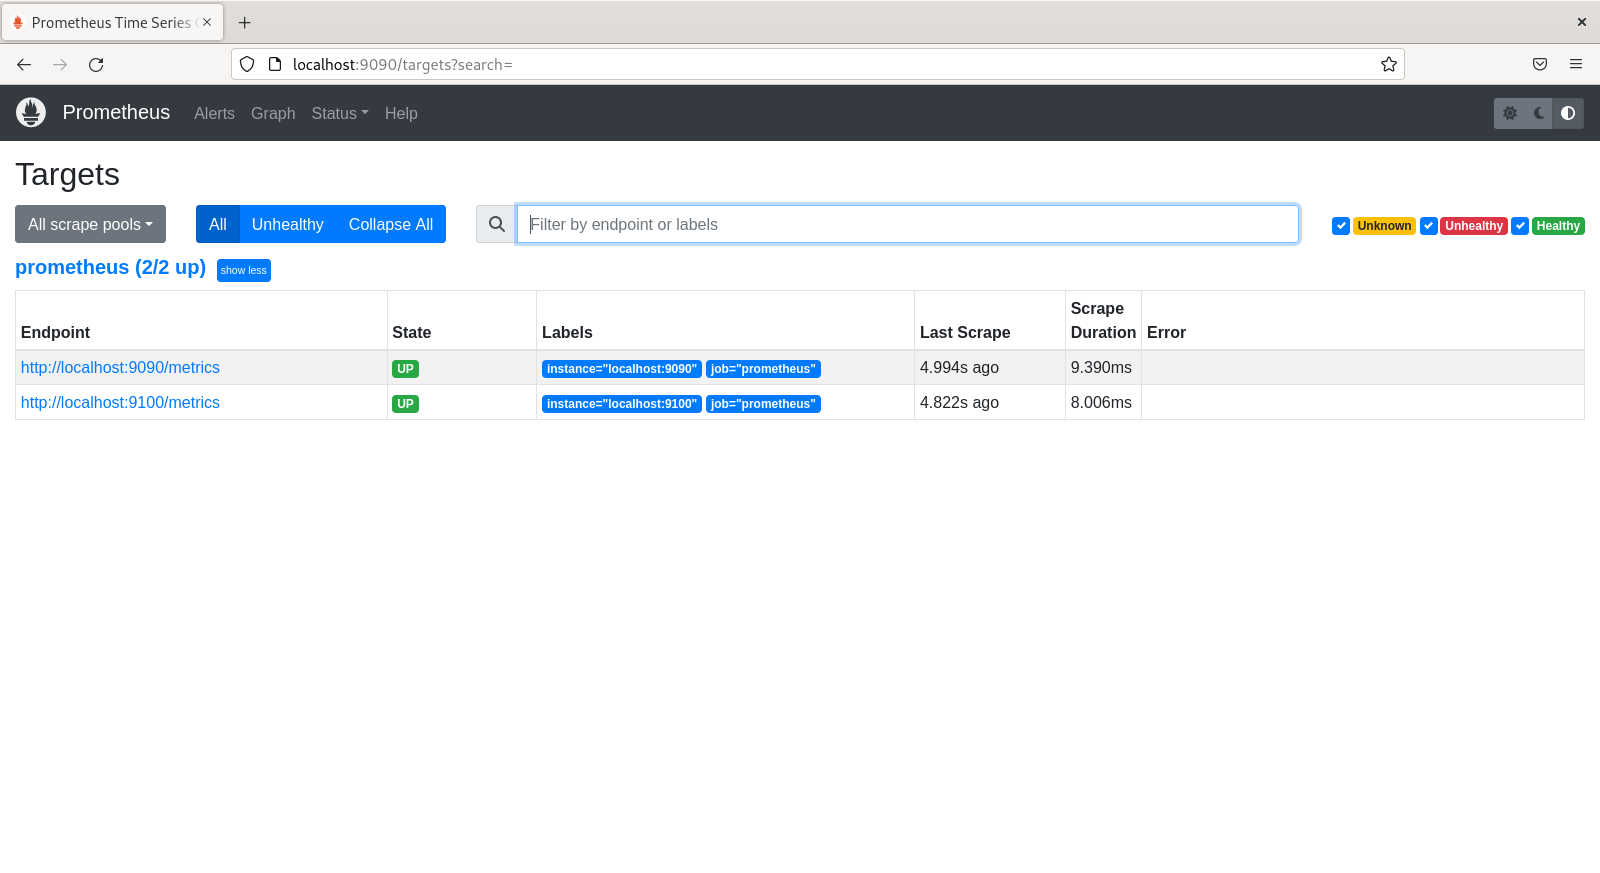 Prometheus Time Series
localhost:9090/targets?search=
Prometheus Alerts Graph Status Help
Targets
All scrape pools All Unhealthy Collapse All Filter by endpoint or labels Unknown Unhealthy Healthy
prometheus (2/2 up) show less
Endpoint State Labels Last Scrape Scrape Duration Error
http://localhost:9090/metrics UP instance="localhost:9090" job="prometheus" 4.994s ago 9.390ms
http://localhost:9100/metrics UP instance="localhost:9100" job="prometheus" 4.822s ago 8.006ms